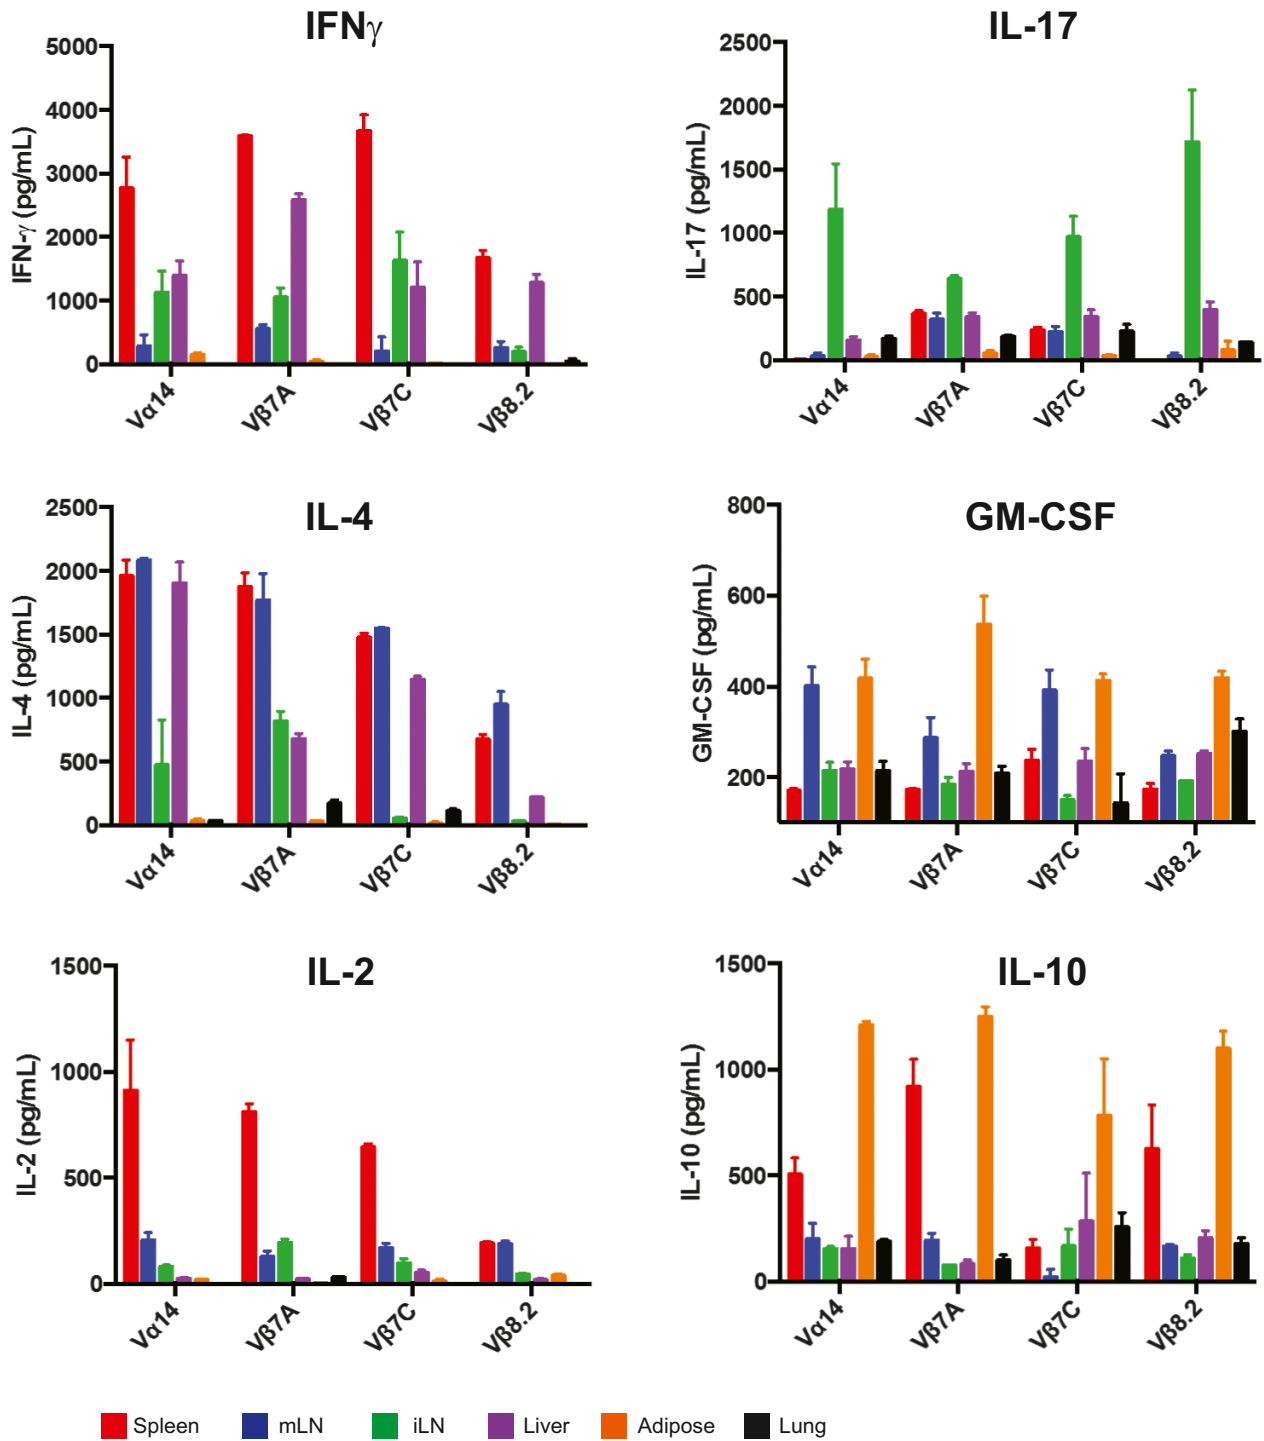 IFNγ
5000
4000
3000
2000
1000
0
IFN-γ (pg/mL)
Vα14
Vβ7A
Vβ7C
Vβ8.2
IL-17
2500
2000
1500
1000
500
0
IL-17 (pg/mL)
Vα14
Vβ7A
Vβ7C
Vβ8.2
IL-4
2500
2000
1500
1000
500
0
IL-4 (pg/mL)
Vα14
Vβ7A
Vβ7C
Vβ8.2
GM-CSF
800
600
400
200
GM-CSF (pg/mL)
Vα14
Vβ7A
Vβ7C
Vβ8.2
IL-2
1500
1000
500
0
IL-2 (pg/mL)
Vα14
Vβ7A
Vβ7C
Vβ8.2
IL-10
1500
1000
500
0
IL-10 (pg/mL)
Vα14
Vβ7A
Vβ7C
Vβ8.2
Spleen mLN iLN Liver Adipose Lung